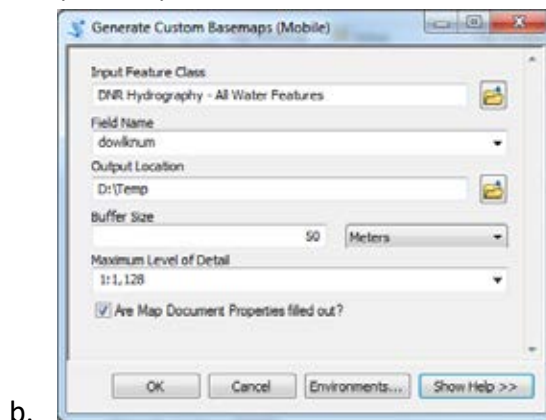 Generate Custom Basemaps (Mobile)
Input Feature Class
DNR Hydrography - All Water Features
Field Name
dowlknum
Output Location
D:\Temp
Buffer Size
50 Meters
Maximum Level of Detail
1:1,128
Are Map Document Properties filled out?
OK Cancel Environments... Show Help >>
b.